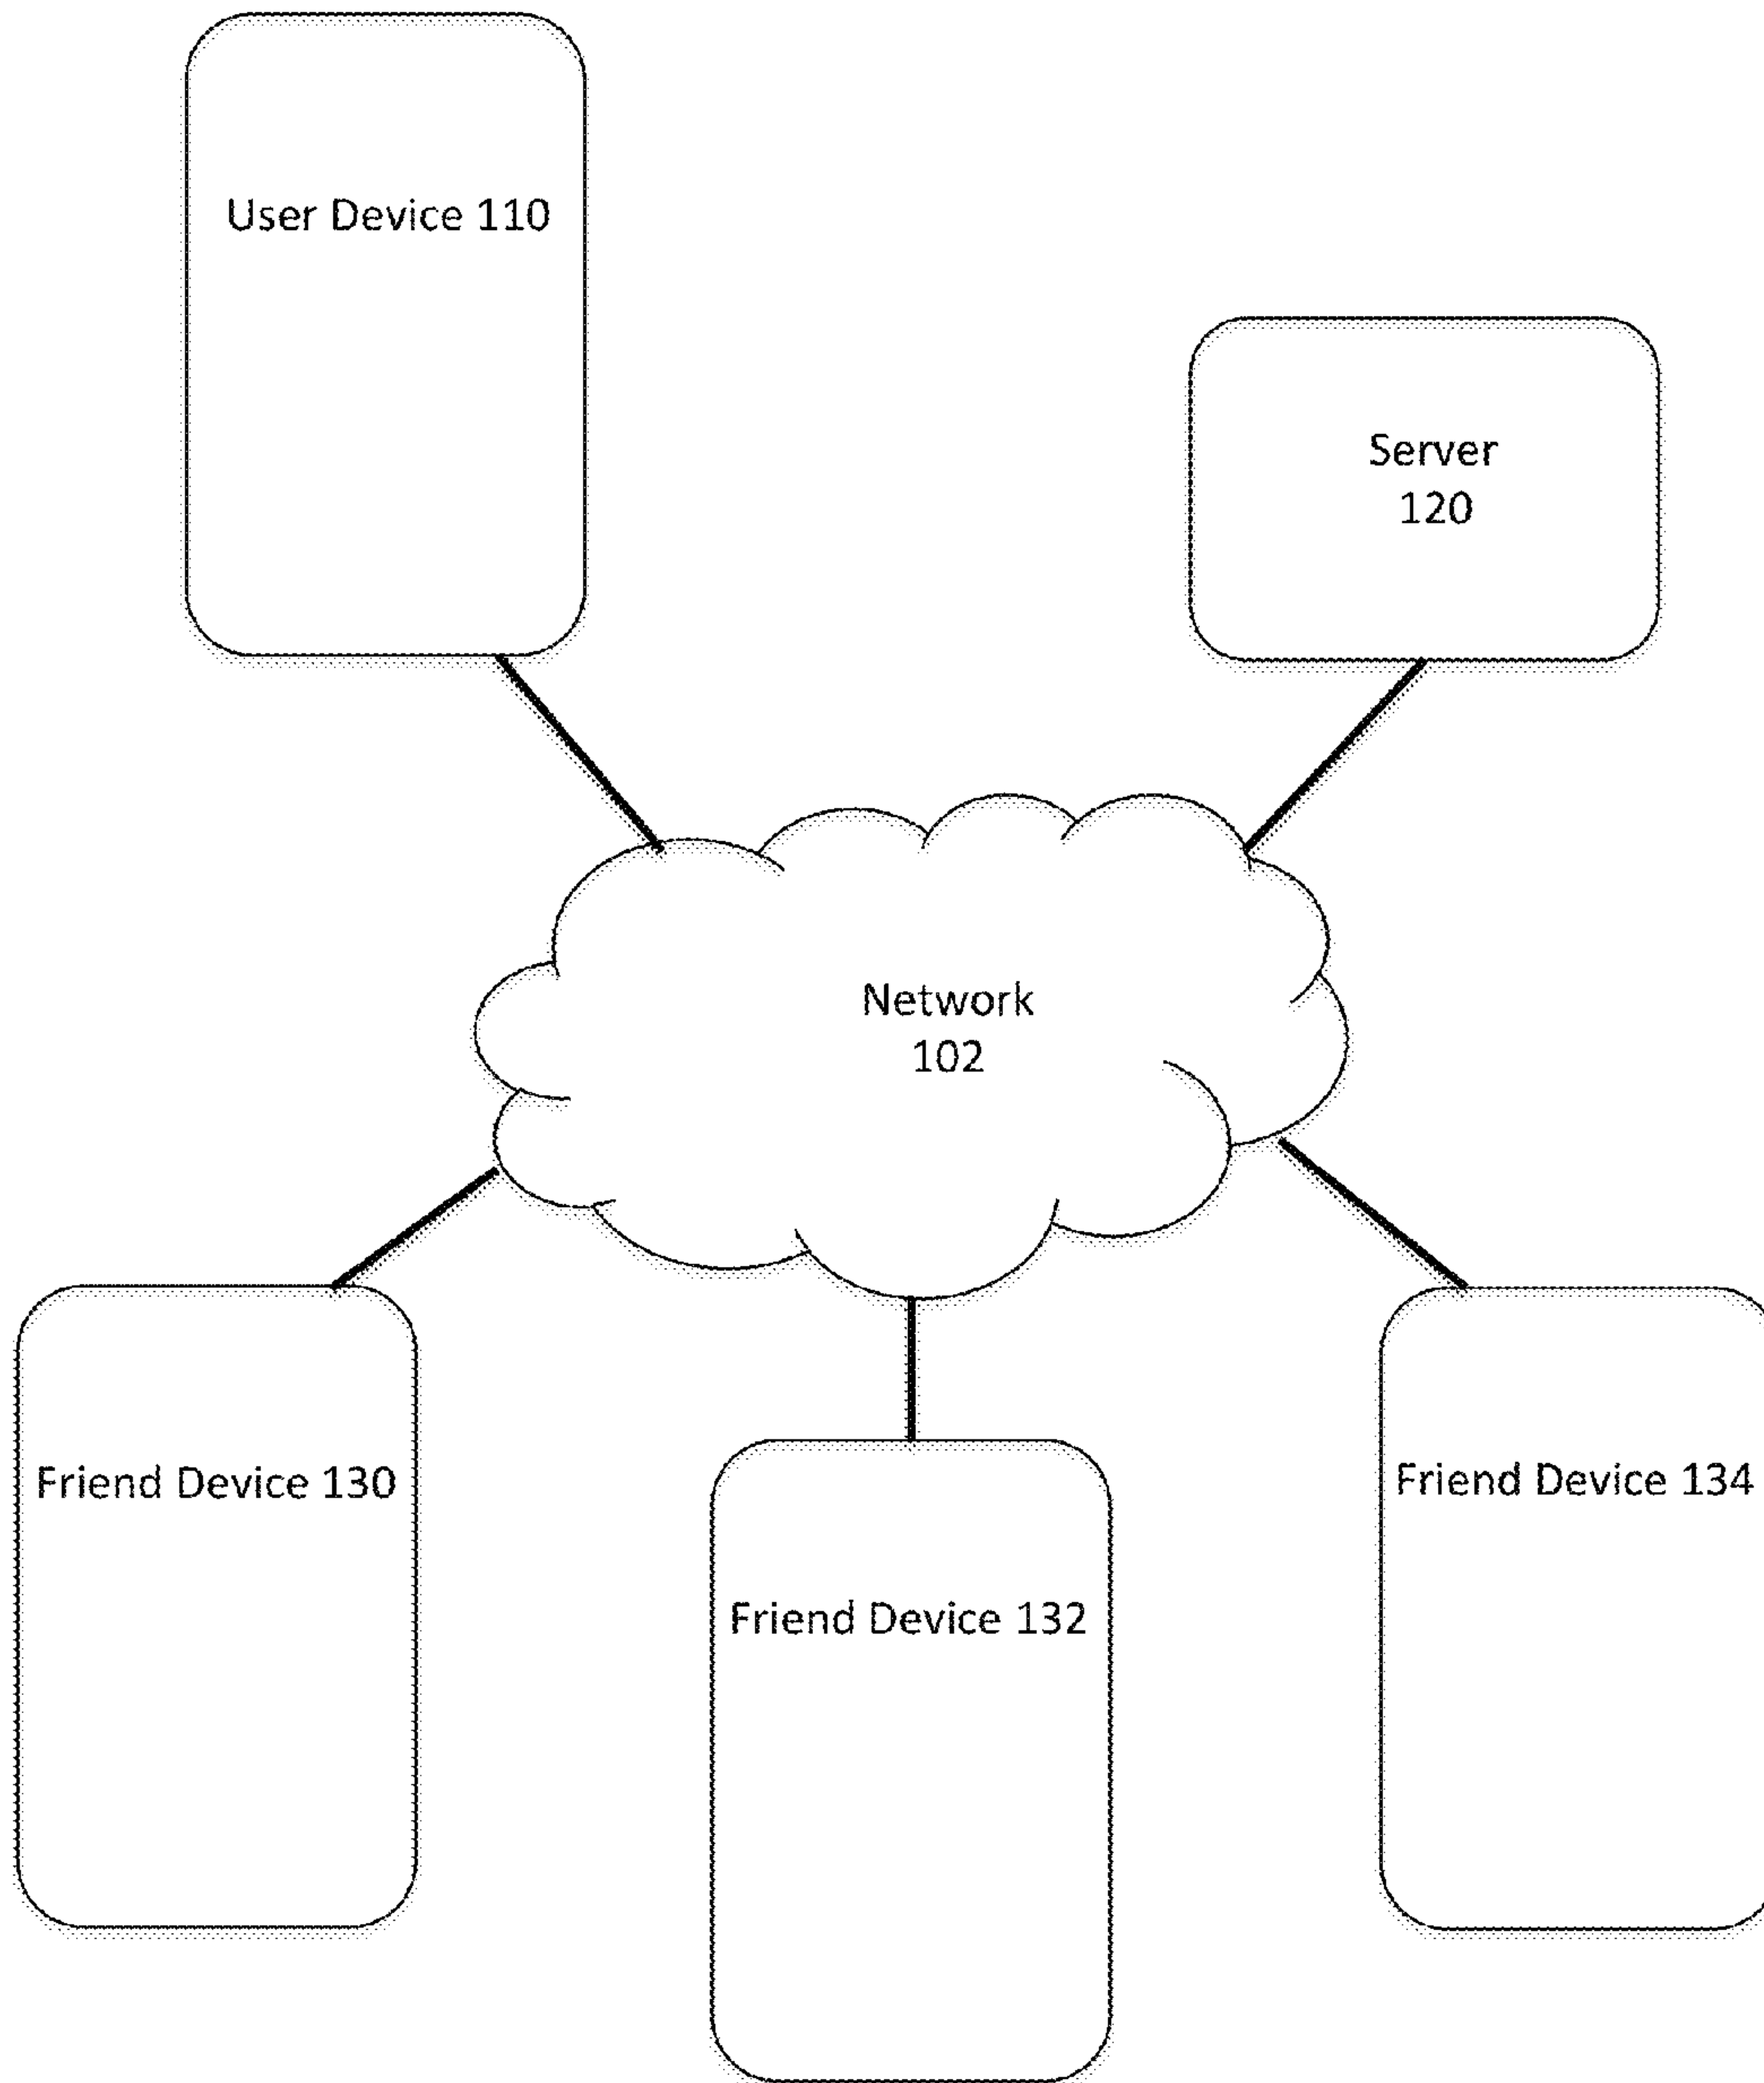 User Device 110
Server
120
Network
102
Friend Device 130
Friend Device 132
Friend Device 134